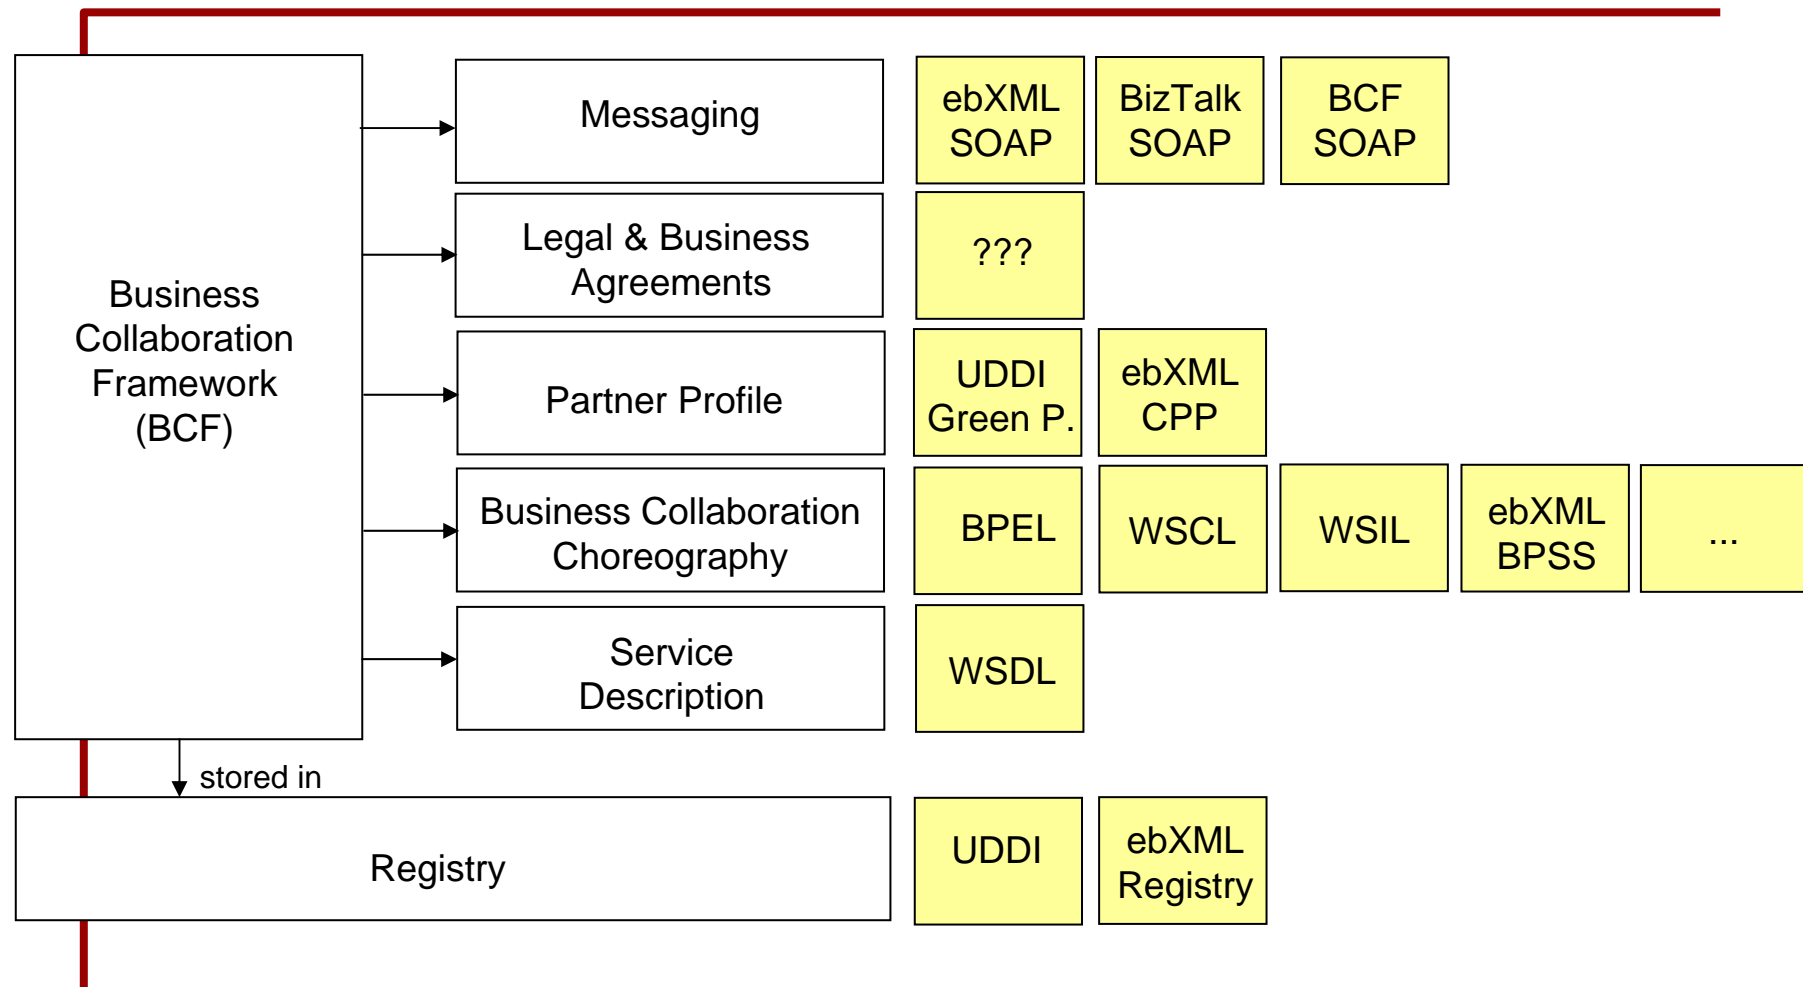 Business
Collaboration
Framework
(BCF)
Messaging
ebXML
SOAP
BizTalk
SOAP
BCF
SOAP
Legal & Business
Agreements
???
Partner Profile
UDDI
Green P.
ebXML
CPP
Business Collaboration
Choreography
BPEL
WSCL
WSIL
ebXML
BPSS
...
Service
Description
WSDL
stored in
Registry
UDDI
ebXML
Registry